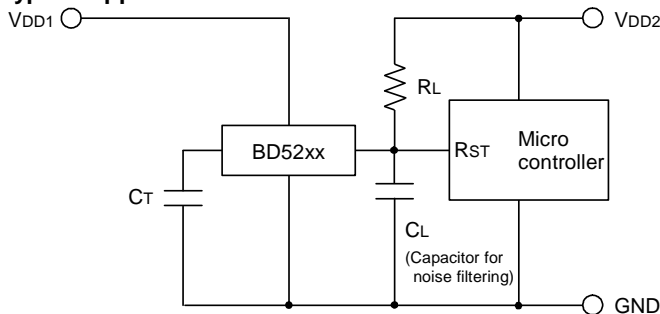 VDD1
VDD2
RL
BD52xx
RST
Micro
controller
CT
CL
(Capacitor for
noise filtering)
GND